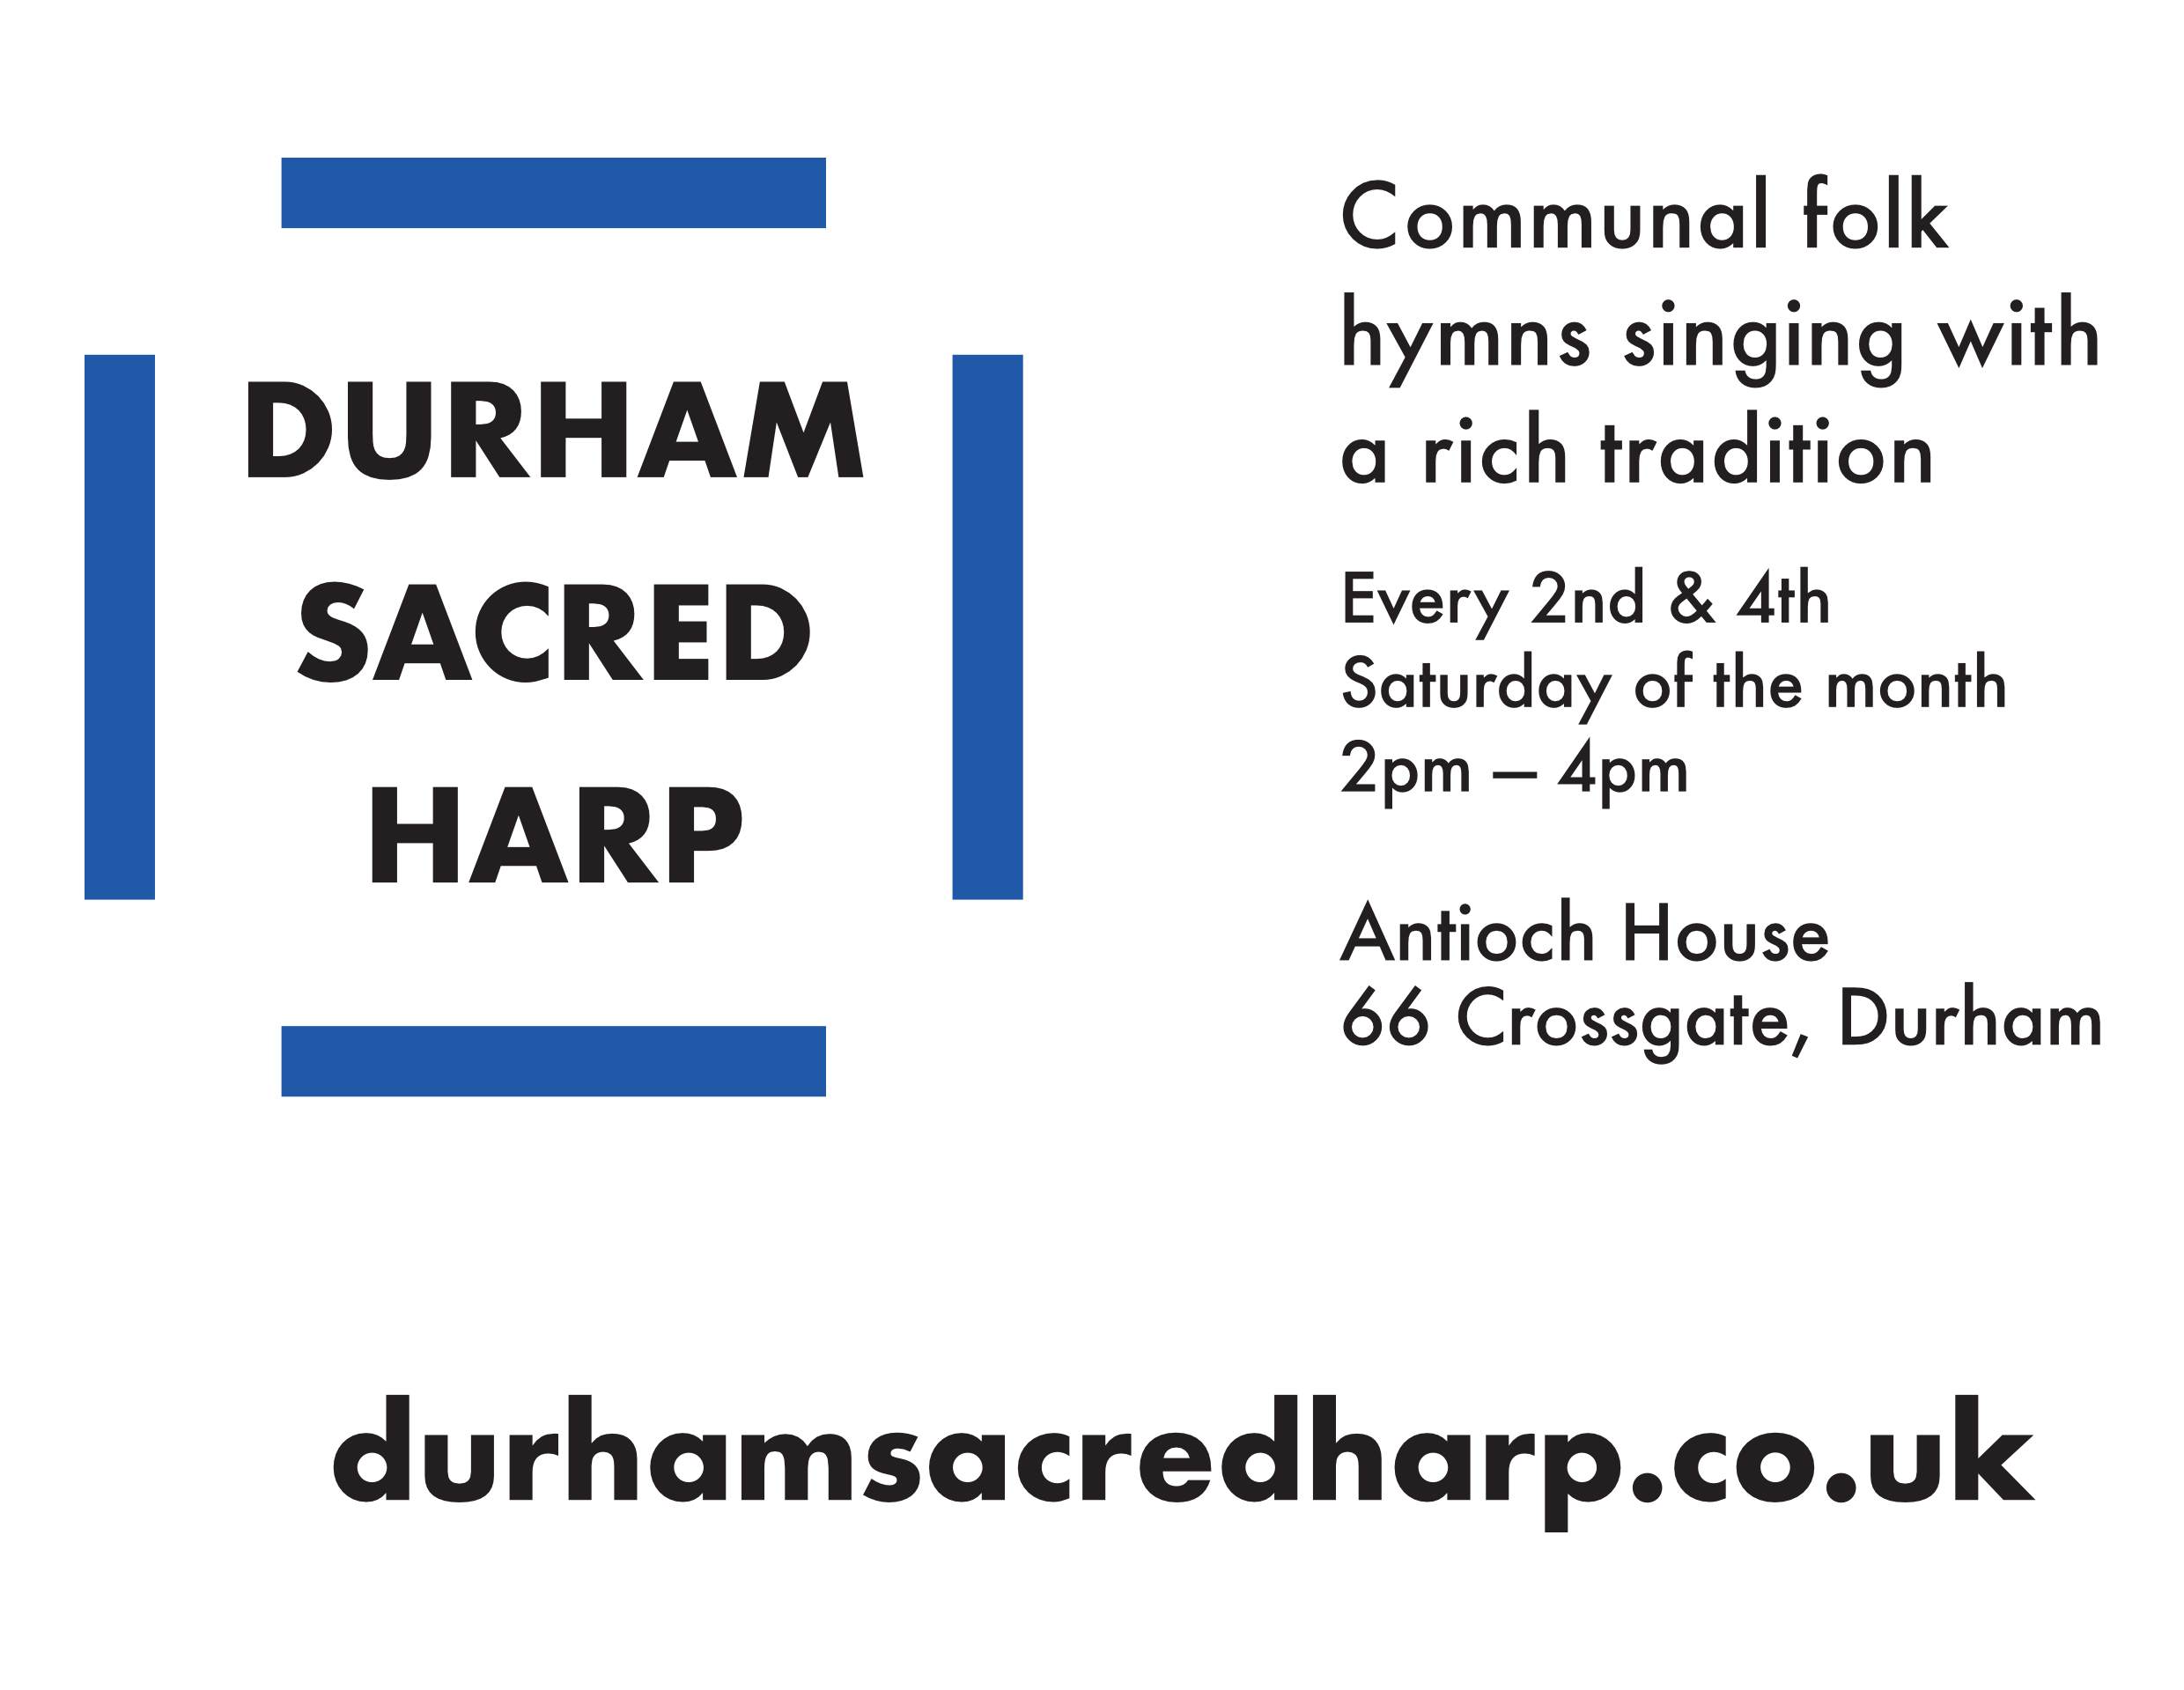 DURHAM
SACRED
HARP
Communal folk
hymns singing with
a rich tradition
Every 2nd & 4th
Saturday of the month
2pm — 4pm
Antioch House
66 Crossgate, Durham
durhamsacredharp.co.uk